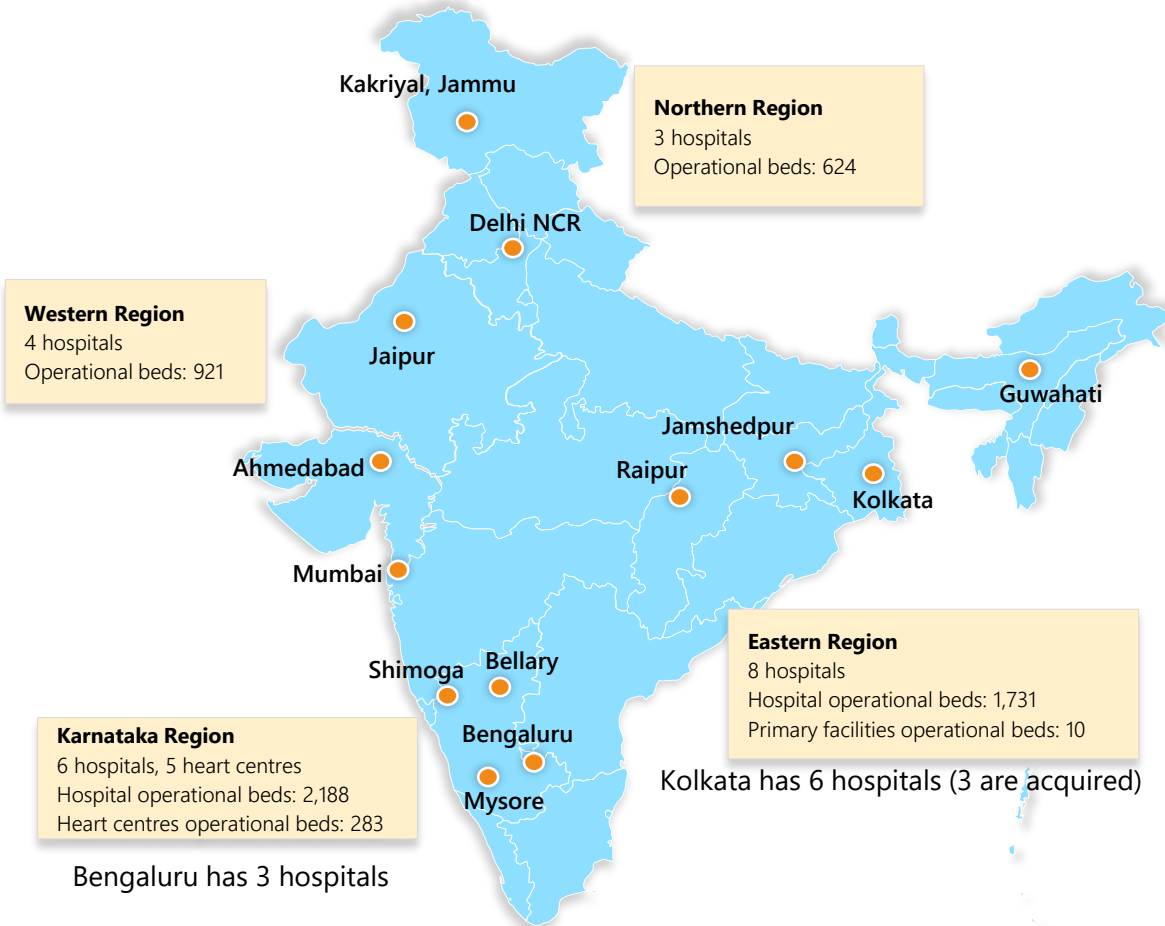 Kakriyal, Jammu
Northern Region
3 hospitals
Operational beds: 624
Delhi NCR
Western Region
4 hospitals
Operational beds: 921
Jaipur
Guwahati
Jamshedpur
Ahmedabad
Raipur
Kolkata
Mumbai
Eastern Region
8 hospitals
Hospital operational beds: 1,731
Primary facilities operational beds: 10
Shimoga
Bellary
Karnataka Region
6 hospitals, 5 heart centres
Hospital operational beds: 2,188
Heart centres operational beds: 283
Bengaluru
Mysore
Kolkata has 6 hospitals (3 are acquired)
Bengaluru has 3 hospitals